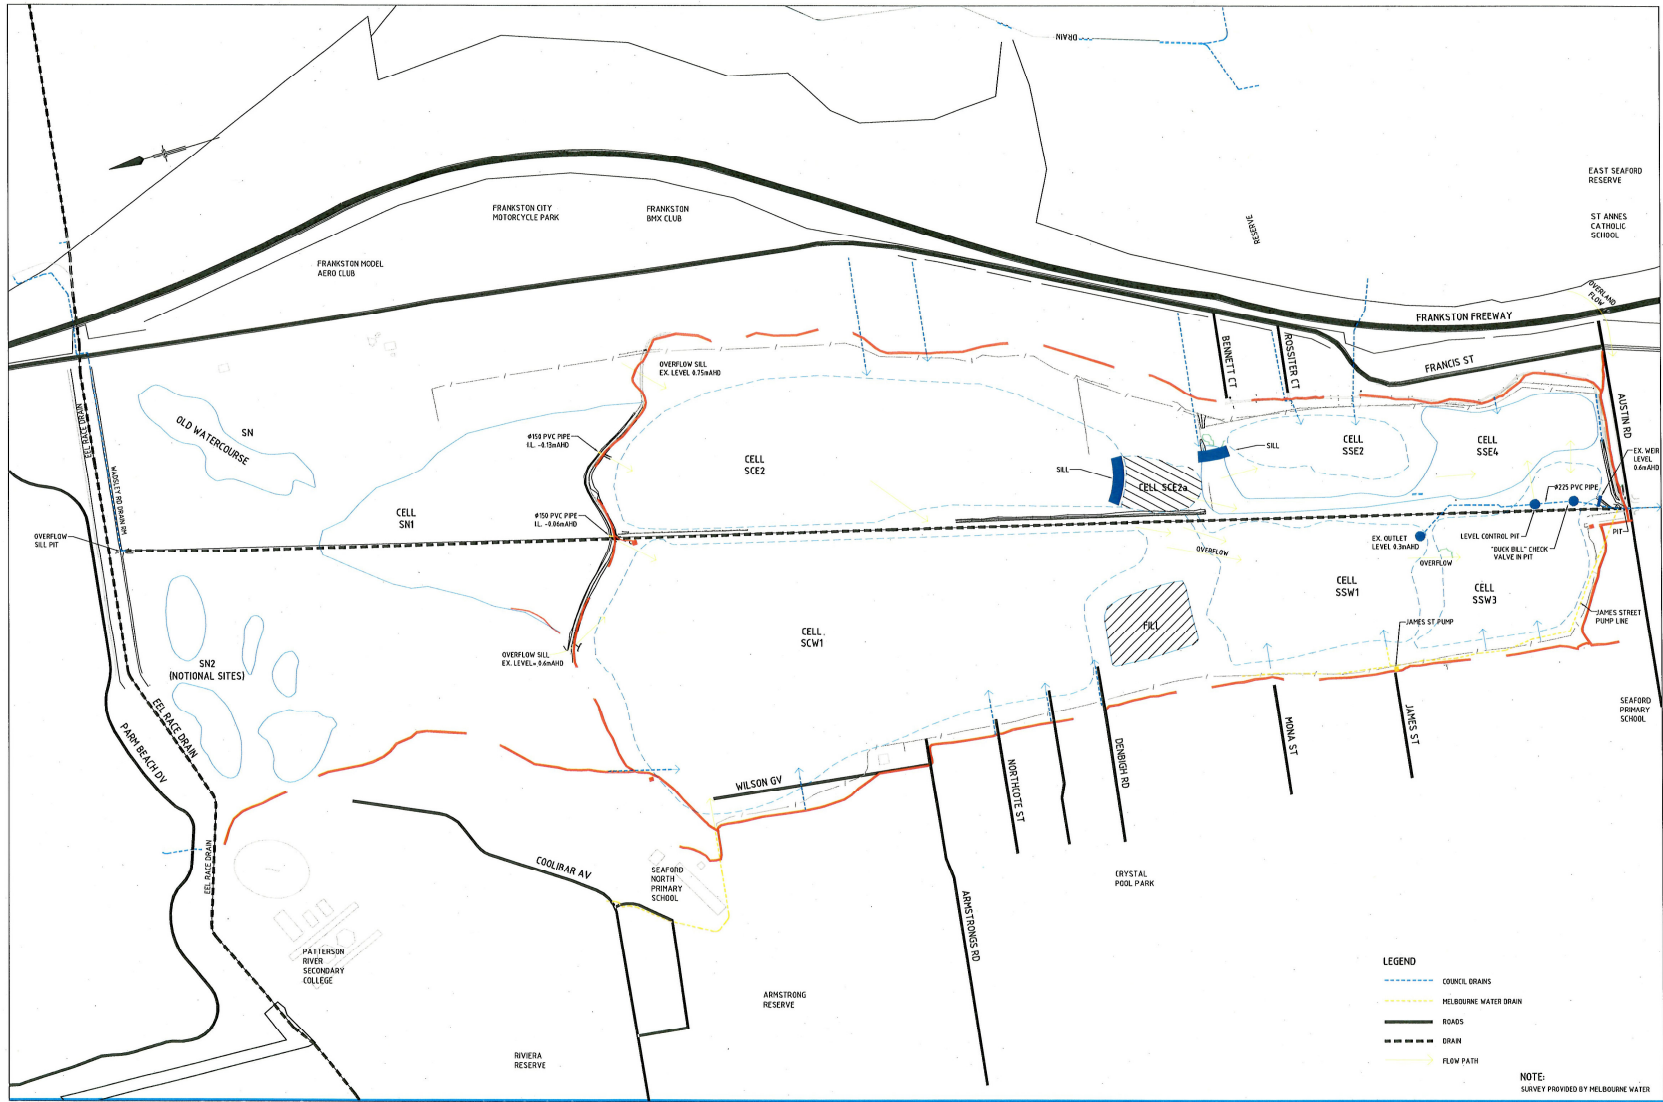 DRAIN
EAST SEAFORD
RESERVE
ST ANNES
CATHOLIC
SCHOOL
RESERVE
FRANKSTON CITY
MOTORCYCLE PARK
FRANKSTON
BMX CLUB
FRANKSTON MODEL
AERO CLUB
OVERLAND
FLOW
FRANKSTON FREEWAY
BENNETT CT
ROSSITER CT
FRANCIS ST
AUSTIN RD
OVERFLOW SILL
EX. LEVEL 0.75mAHD
EEL RACE DRAIN
OLD WATERCOURSE
SN
WADSLEY RD DRAIN RM
Ø150 PVC PIPE
I.L. -0.13mAHD
CELL
SCE2
SILL
CELL SCE2a
SILL
CELL
SSE2
CELL
SSE4
EX. WEIR
LEVEL
0.6mAHD
Ø225 PVC PIPE
CELL
SN1
Ø150 PVC PIPE
I.L. -0.06mAHD
OVERFLOW
SILL PIT
OVERFLOW
EX. OUTLET
LEVEL 0.3mAHD
LEVEL CONTROL PIT
"DUCK BILL" CHECK
VALVE IN PIT
PIT
OVERFLOW
CELL
SSW1
CELL
SSW3
JAMES STREET
PUMP LINE
JAMES ST PUMP
FILL
CELL
SCW1
OVERFLOW SILL
EX. LEVEL= 0.6mAHD
SN2
(NOTIONAL SITES)
EEL RACE DRAIN
PARM BEACH DV
EEL RACE DRAIN
SEAFORD
PRIMARY
SCHOOL
JAMES ST
MONA ST
DENBIGH RD
NORTHCOTE ST
WILSON GV
COOLIBAR AV
SEAFORD
NORTH
PRIMARY
SCHOOL
CRYSTAL
POOL PARK
ARMSTRONGS RD
PATTERSON
RIVER
SECONDARY
COLLEGE
ARMSTRONG
RESERVE
RIVIERA
RESERVE
LEGEND
COUNCIL DRAINS
MELBOURNE WATER DRAIN
ROADS
DRAIN
FLOW PATH
NOTE:
SURVEY PROVIDED BY MELBOURNE WATER